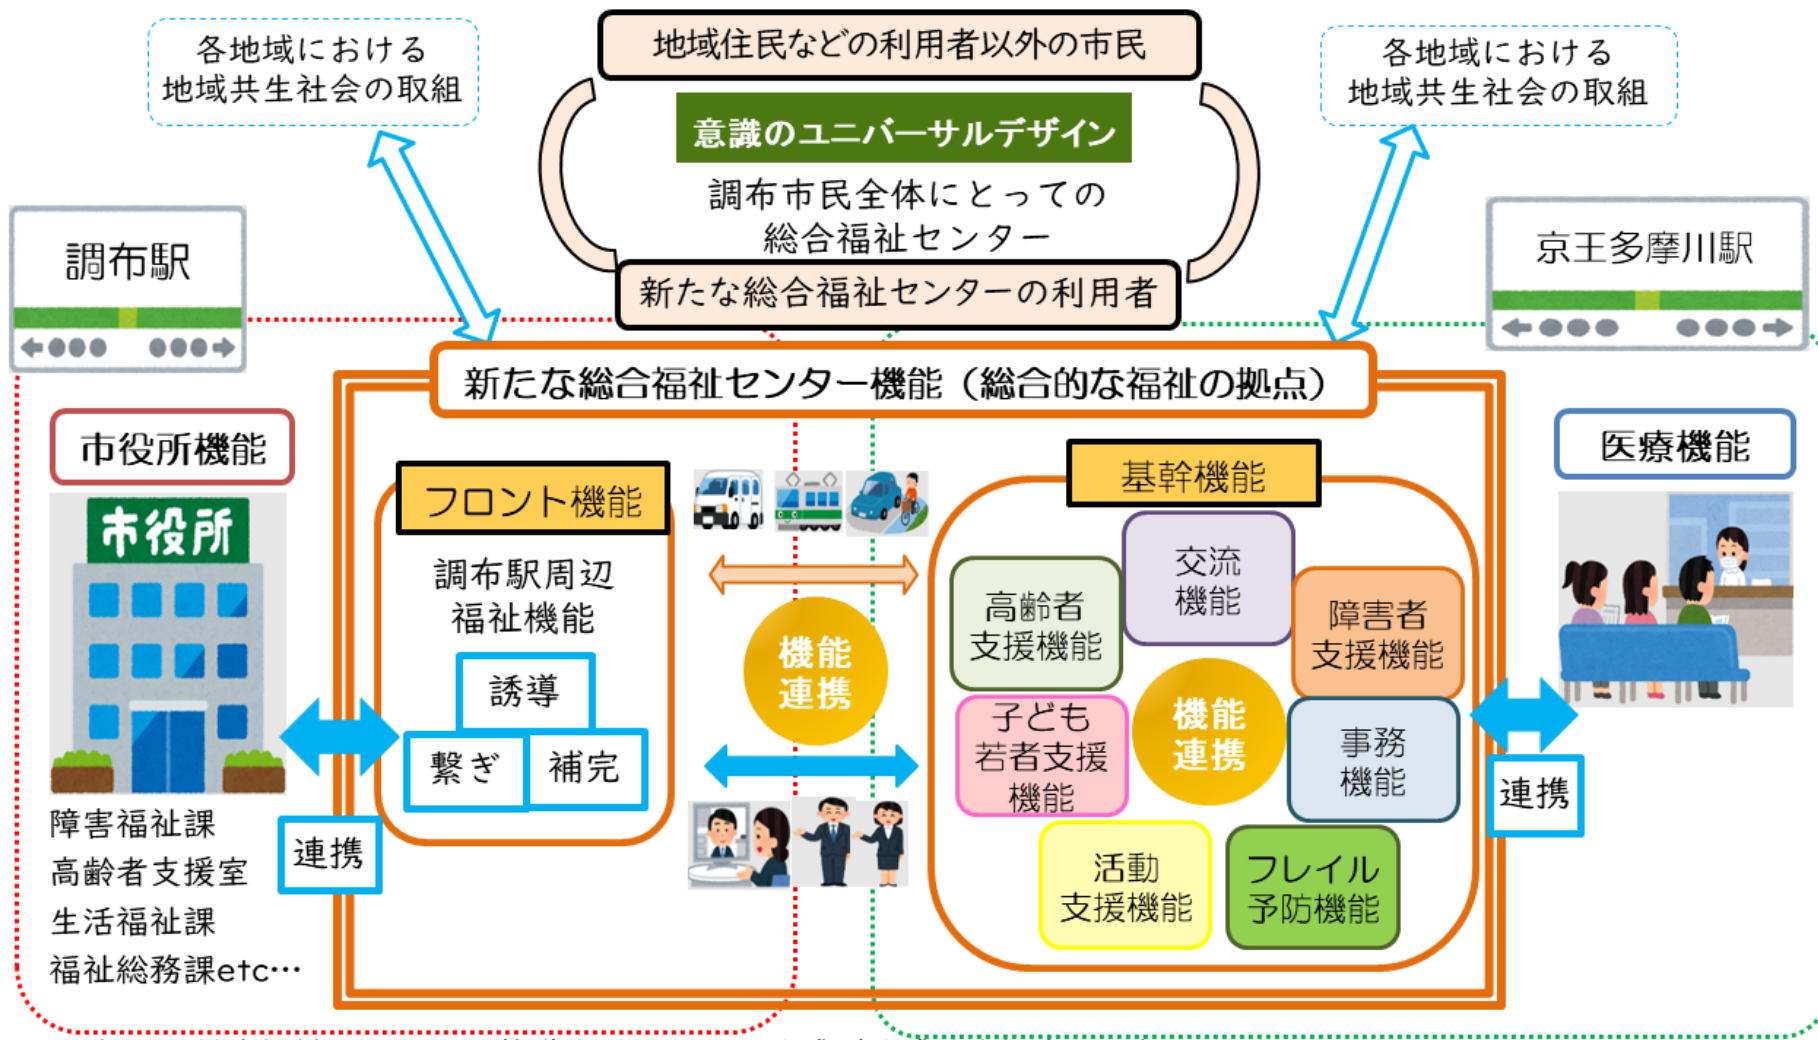 各地域における
地域共生社会の取組
地域住民などの利用者以外の市民
意識のユニバーサルデザイン
調布市民全体にとっての
総合福祉センター
新たな総合福祉センターの利用者
各地域における
地域共生社会の取組
調布駅
京王多摩川駅
新たな総合福祉センター機能（総合的な福祉の拠点）
市役所機能
市役所
障害福祉課
高齢者支援室
生活福祉課
福祉総務課etc…
連携
フロント機能
調布駅周辺
福祉機能
誘導
繋ぎ
補完
機能
連携
基幹機能
交流
機能
高齢者
支援機能
障害者
支援機能
子ども
若者支援
機能
機能
連携
事務
機能
活動
支援機能
フレイル
予防機能
医療機能
連携